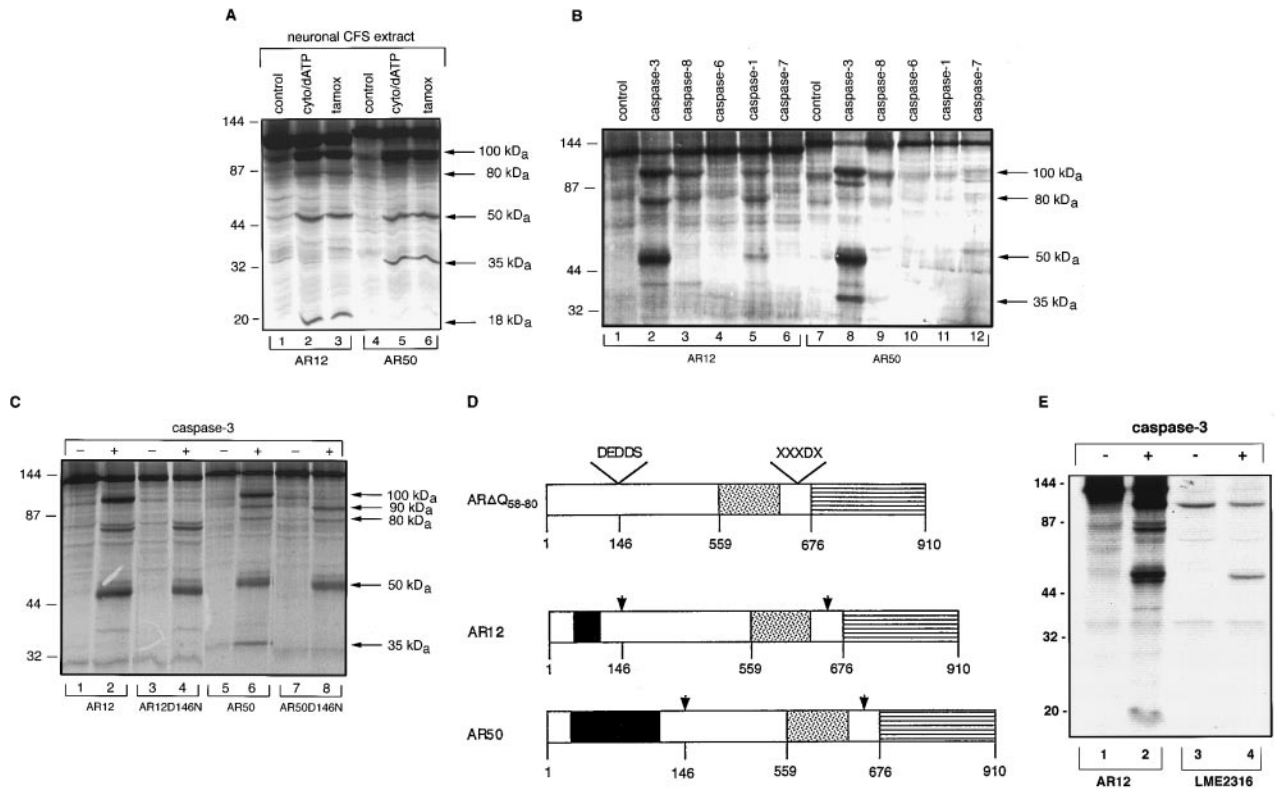 A
neuronal CFS extract
control
cyto/dATP
tamox
control
cyto/dATP
tamox
144
87
44
32
20
100 kDa
80 kDa
50 kDa
35 kDa
18 kDa
1 2 3 4 5 6
AR12 AR50
B
control
caspase-3
caspase-8
caspase-6
caspase-1
caspase-7
control
caspase-3
caspase-8
caspase-6
caspase-1
caspase-7
144
87
44
32
100 kDa
80 kDa
50 kDa
35 kDa
1 2 3 4 5 6 7 8 9 10 11 12
AR12 AR50
C
caspase-3
– + – + – + – +
144
87
44
32
100 kDa
90 kDa
80 kDa
50 kDa
35 kDa
1 2 3 4 5 6 7 8
AR12 AR12D146N AR50 AR50D146N
D
DEDDS XXXDX
ARΔQ58-80
1 146 559 676 910
AR12
1 146 559 676 910
AR50
1 146 559 676 910
E
caspase-3
- + - +
144
87
44
32
20
1 2 3 4
AR12 LME2316